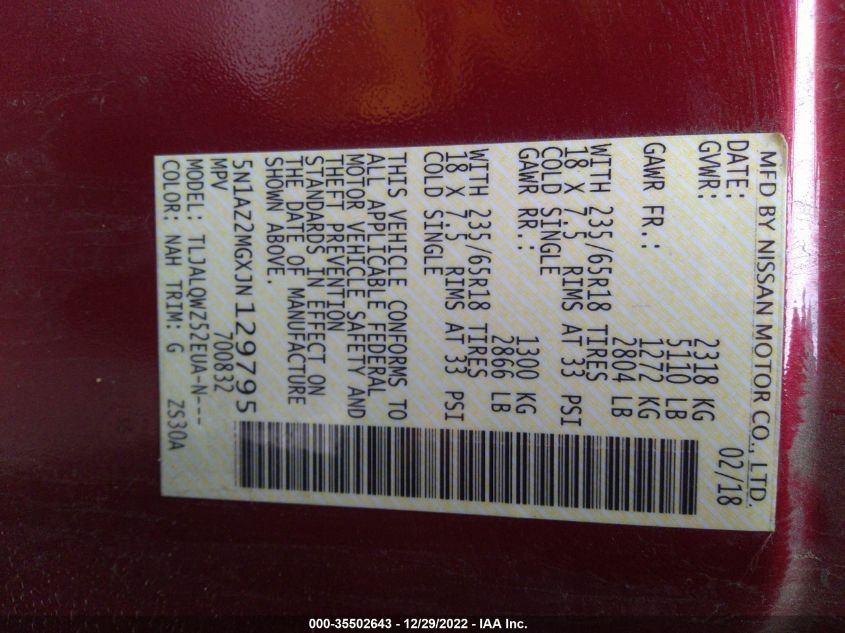 MFD BY NISSAN MOTOR CO., LTD.
DATE: 02/18
GVWR: 2318 KG
5110 LB
GAWR FR.: 1272 KG
2804 LB
WITH 235/65R18 TIRES
18 X 7.5 RIMS AT 33 PSI
COLD SINGLE
GAWR RR.: 1300 KG
2866 LB
WITH 235/65R18 TIRES
18 X 7.5 RIMS AT 33 PSI
COLD SINGLE
THIS VEHICLE CONFORMS TO
ALL APPLICABLE FEDERAL
MOTOR VEHICLE SAFETY AND
THEFT PREVENTION
STANDARDS IN EFFECT ON
THE DATE OF MANUFACTURE
SHOWN ABOVE.
5N1AZ2MGXJN129795
MPV 700832
MODEL: TLJALQWZ52EUA-N---
COLOR: NAH TRIM: G ZS30A
000-35502643 - 12/29/2022 - IAA Inc.